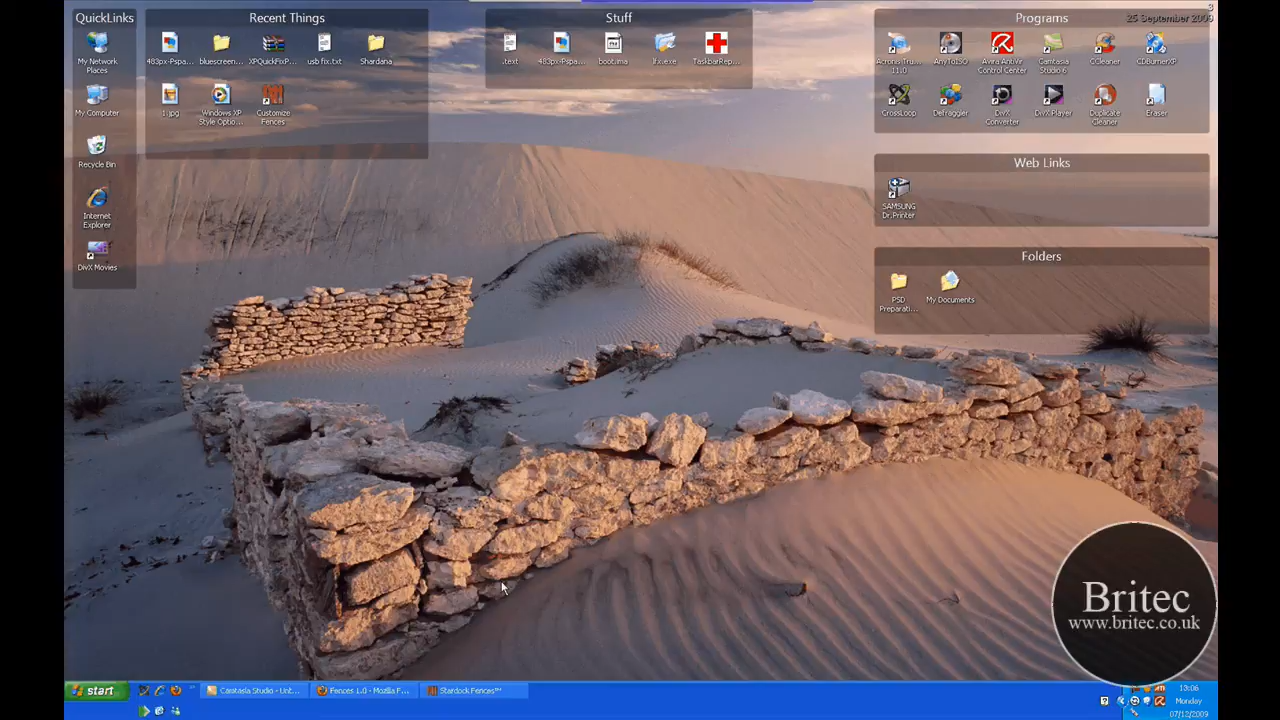 QuickLinks
My Network
Places
My Computer
Recycle Bin
Internet
Explorer
DivX Movies
Recent Things
483px-Pspa...
bluescreen...
XPQuickFixP...
usb fix.txt
Shardana
1.jpg
Windows XP
Style Optio...
Customize
Fences
Stuff
.text
483px-Pspa...
lfx.exe
TaskbarRep...
Programs
25 September 2009
3
Acronis Tru...
11.0
AnyToISO
Avira AntiVir
Control Center
Camtasia
Studio 6
CCleaner
CDBurnerXP
CrossLoop
Defraggler
DivX
Converter
DivX Player
Duplicate
Cleaner
Eraser
Web Links
SAMSUNG
Dr.Printer
Folders
PSD
Preparati...
My Documents
Britec
www.britec.co.uk
start
Camtasia Studio - Unt...
Fences 1.0 - Mozilla F...
Stardock Fences™
13:06
Monday
07/12/2009